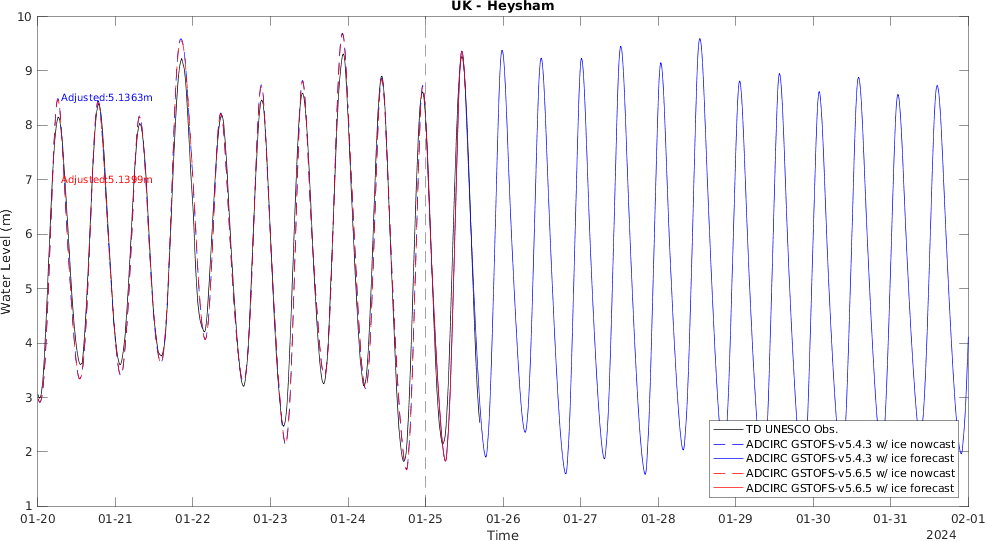 UK - Heysham
10
9
8
7
6
5
4
3
2
1
Water Level (m)
Adjusted:5.1363m
Adjusted:5.1399m
TD UNESCO Obs.
ADCIRC GSTOFS-v5.4.3 w/ ice nowcast
ADCIRC GSTOFS-v5.4.3 w/ ice forecast
ADCIRC GSTOFS-v5.6.5 w/ ice nowcast
ADCIRC GSTOFS-v5.6.5 w/ ice forecast
01-20 01-21 01-22 01-23 01-24 01-25 01-26 01-27 01-28 01-29 01-30 01-31 02-01
Time
2024